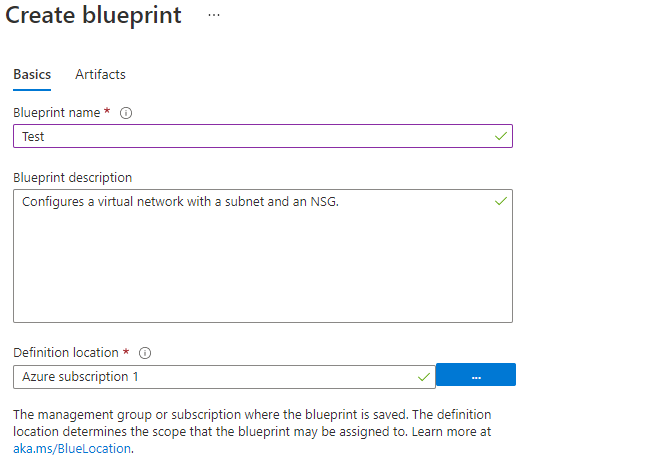 Create blueprint ...
Basics Artifacts
Blueprint name *
Test
Blueprint description
Configures a virtual network with a subnet and an NSG.
Definition location *
Azure subscription 1
...
The management group or subscription where the blueprint is saved. The definition
location determines the scope that the blueprint may be assigned to. Learn more at
aka.ms/BlueLocation.